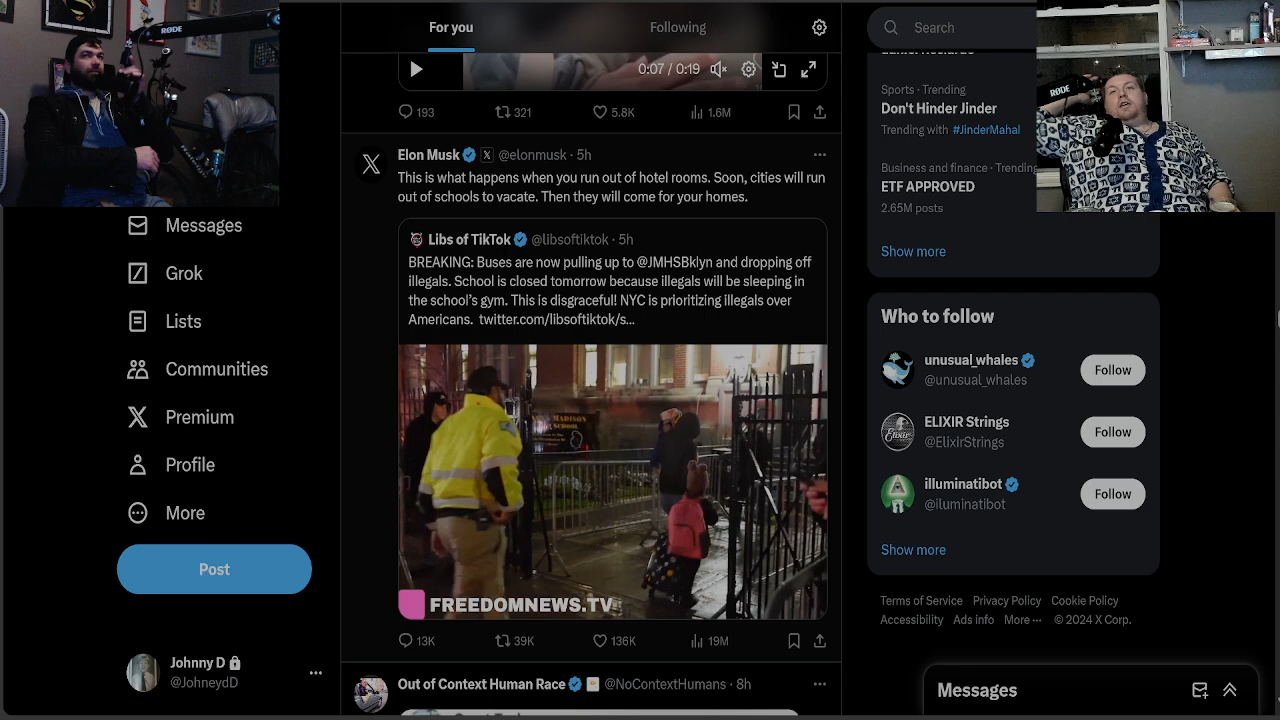 For you
Following
Search
0:07 / 0:19
193
321
5.8K
1.6M
Sports · Trending
Don't Hinder Jinder
Trending with #JinderMahal
Business and finance · Trending
ETF APPROVED
2.65M posts
Show more
Messages
Grok
Lists
Communities
Premium
Profile
More
Post
Johnny D
@JohneydD
Elon Musk @elonmusk · 5h
This is what happens when you run out of hotel rooms. Soon, cities will run
out of schools to vacate. Then they will come for your homes.
Libs of TikTok @libsoftiktok · 5h
BREAKING: Buses are now pulling up to @JMHSBklyn and dropping off
illegals. School is closed tomorrow because illegals will be sleeping in
the school's gym. This is disgraceful! NYC is prioritizing illegals over
Americans. twitter.com/libsoftiktok/s...
MADISON
SCHOOL
FREEDOMNEWS.TV
13K
39K
136K
19M
Out of Context Human Race @NoContextHumans · 8h
Who to follow
unusual_whales
@unusual_whales
Follow
ELIXIR Strings
@ElixirStrings
Follow
illuminatibot
@iluminatibot
Follow
Show more
Terms of Service Privacy Policy Cookie Policy
Accessibility Ads info More ··· © 2024 X Corp.
Messages
RØDE
RØDE